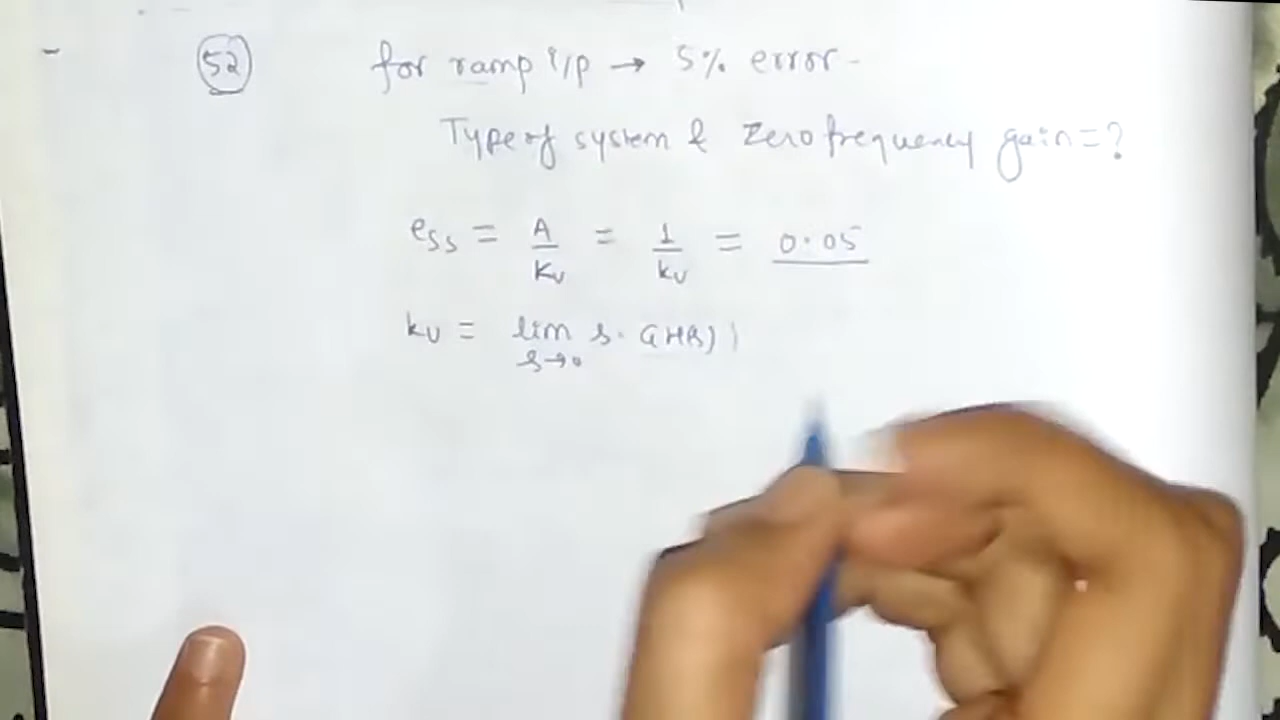 52 for ramp i/p → 5% error -
Type of system & Zero frequency gain = ?
ess = A/Kv = 1/kv = 0.05
kv = lim s→0 s. GH(s)